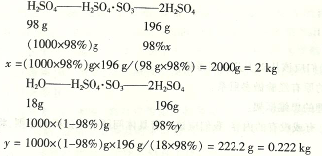 H₂SO₄——H₂SO₄·SO₃——2H₂SO₄
98 g 196 g
(1000×98%)g 98%x
x =(1000×98%)g×196 g/(98 g×98%) = 2000g = 2 kg
H₂O——H₂SO₄·SO₃——2H₂SO₄
18g 196g
1000×(1-98%)g 98%y
y = 1000×(1-98%)g×196 g/(18×98%) = 222.2 g = 0.222 kg